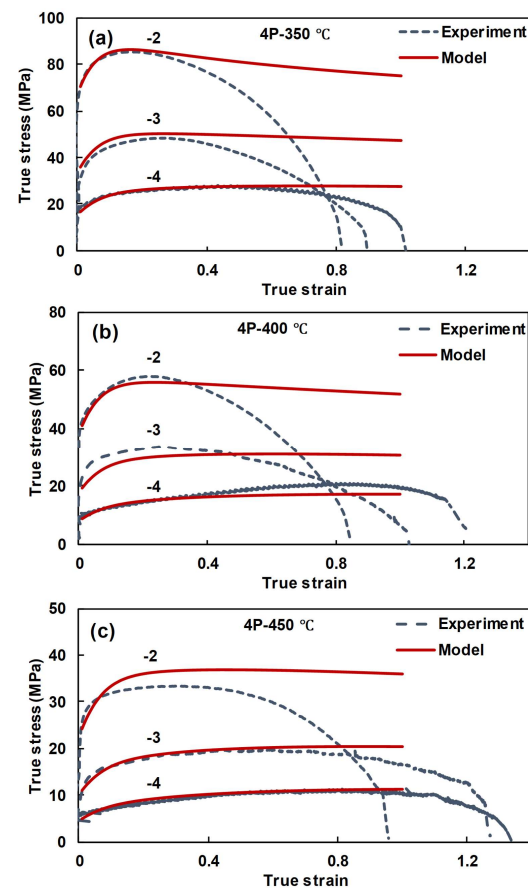 (a) 4P-350 ℃
Experiment
Model
-2
-3
-4
True stress (MPa)
100
80
60
40
20
0
0 0.4 0.8 1.2
True strain
(b) 4P-400 ℃
Experiment
Model
-2
-3
-4
True stress (MPa)
60
40
20
0
0 0.4 0.8 1.2
True strain
(c) 4P-450 ℃
Experiment
Model
-2
-3
-4
True stress (MPa)
50
40
30
20
10
0
0 0.4 0.8 1.2
True strain